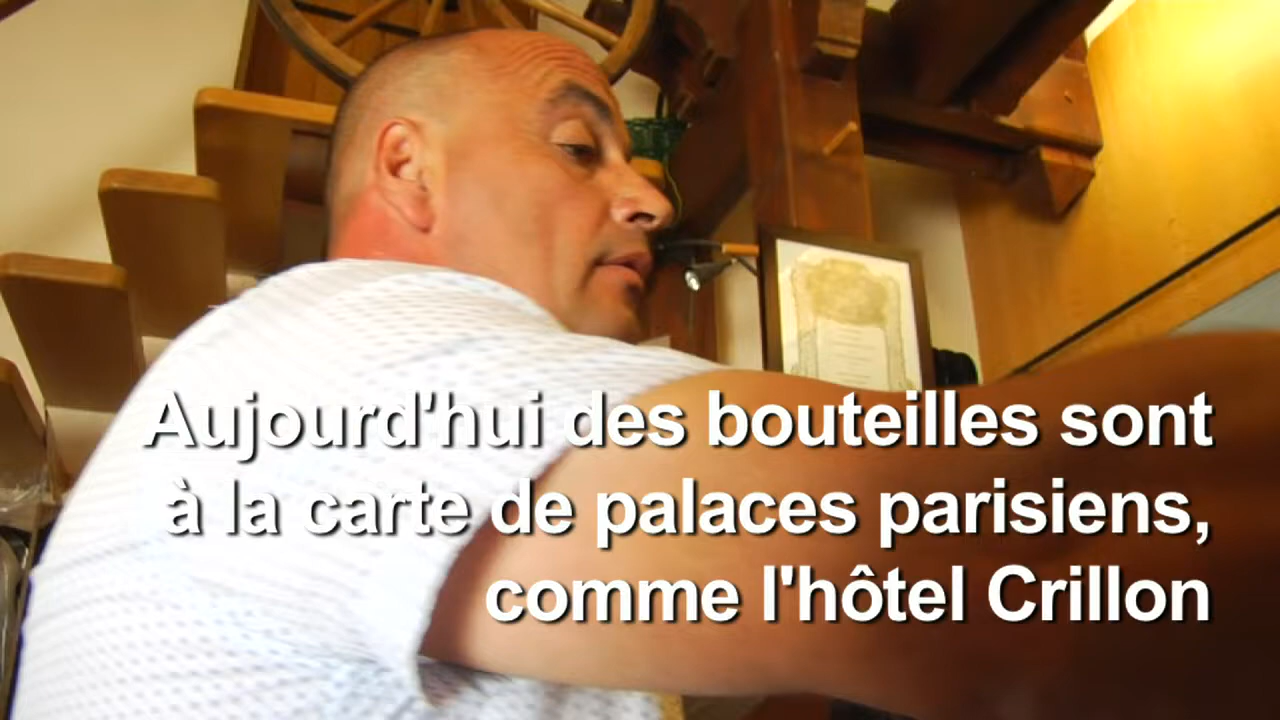 Aujourd'hui des bouteilles sont
à la carte de palaces parisiens,
comme l'hôtel Crillon